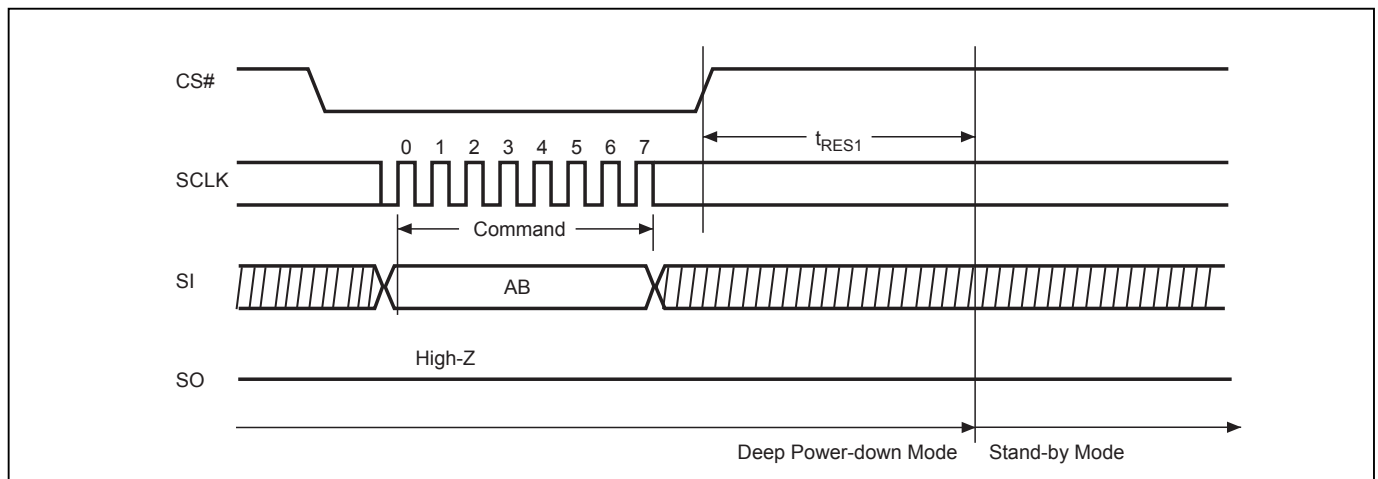 CS#
t_RES1
0 1 2 3 4 5 6 7
SCLK
Command
SI
AB
High-Z
SO
Deep Power-down Mode Stand-by Mode